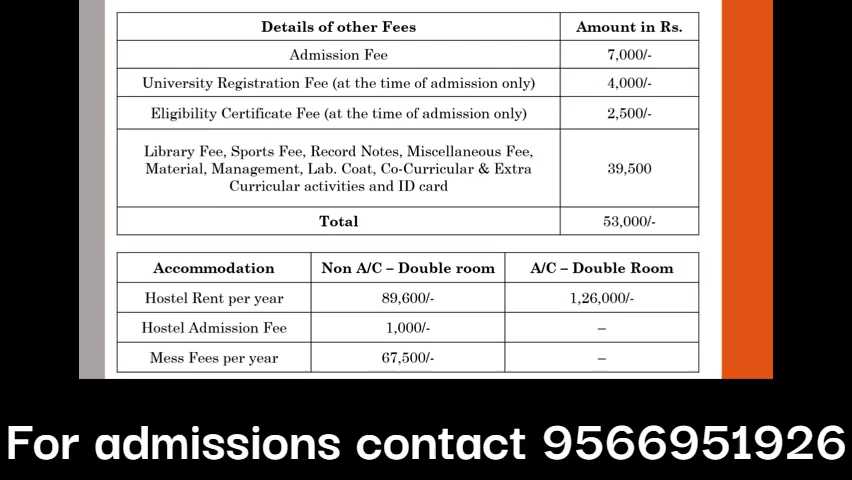 Details of other Fees Amount in Rs.
Admission Fee 7,000/-
University Registration Fee (at the time of admission only) 4,000/-
Eligibility Certificate Fee (at the time of admission only) 2,500/-
Library Fee, Sports Fee, Record Notes, Miscellaneous Fee,
Material, Management, Lab. Coat, Co-Curricular & Extra 39,500
Curricular activities and ID card
Total 53,000/-
Accommodation Non A/C – Double room A/C – Double Room
Hostel Rent per year 89,600/- 1,26,000/-
Hostel Admission Fee 1,000/- –
Mess Fees per year 67,500/- –
For admissions contact 9566951926